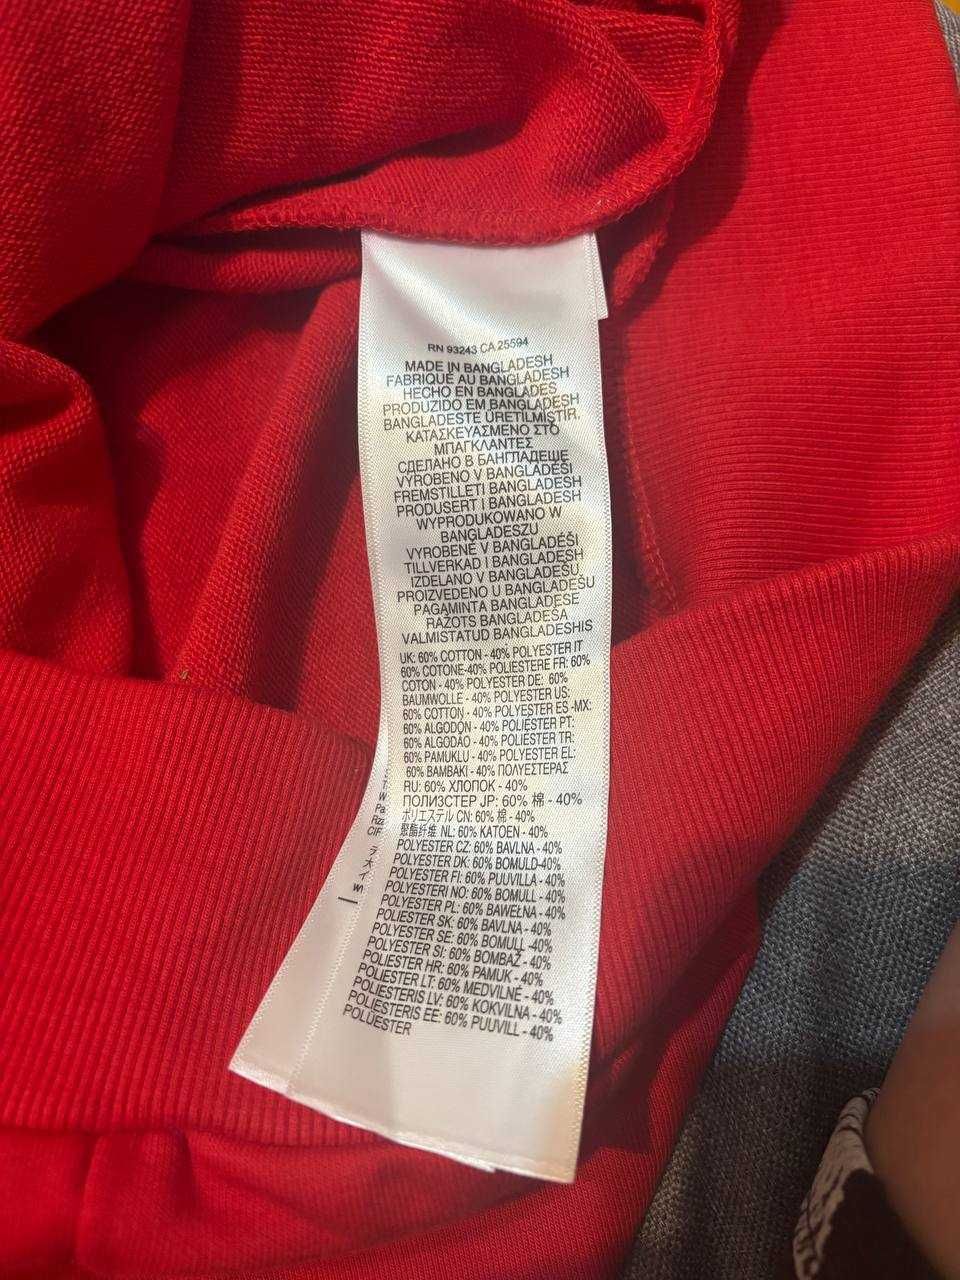 RN 93243 CA 25594
MADE IN BANGLADESH
FABRIQUÉ AU BANGLADESH
HECHO EN BANGLADES
PRODUZIDO EM BANGLADESH
BANGLADESTE ÜRETILMIŞTIR.
ΚΑΤΑΣΚΕΥΑΣΜΕΝΟ ΣΤΟ
ΜΠΑΓΚΛΑΝΤΕΣ
СДЕЛАНО В БАНГЛАДЕШЕ
VYROBENO V BANGLADÉŠI
FREMSTILLET I BANGLADESH
PRODUSERT I BANGLADESH
WYPRODUKOWANO W
BANGLADESZU
VYROBENÉ V BANGLADÉŠI
TILLVERKAD I BANGLADESH
IZDELANO V BANGLADEŠU
PROIZVEDENO U BANGLADEŠU
PAGAMINTA BANGLADEŠE
RAŽOTS BANGLADEŠA
VALMISTATUD BANGLADESHIS
UK: 60% COTTON - 40% POLYESTER IT
60% COTONE-40% POLIESTERE FR: 60%
COTON - 40% POLYESTER DE: 60%
BAUMWOLLE - 40% POLYESTER US:
60% COTTON - 40% POLYESTER ES -MX:
60% ALGODÓN - 40% POLIÉSTER PT:
60% ALGODÃO - 40% POLIÉSTER TR:
60% PAMUKLU - 40% POLYESTER EL:
60% ΒΑΜΒΑΚΙ - 40% ΠΟΛΥΕΣΤΕΡΑΣ
RU: 60% ХЛОПОК - 40%
ПОЛИЭСТЕР JP: 60% 棉 - 40%
ポリエステル CN: 60% 棉 - 40%
聚酯纤维 NL: 60% KATOEN - 40%
POLYESTER CZ: 60% BAVLNA - 40%
POLYESTER DK: 60% BOMULD-40%
POLYESTER FI: 60% PUUVILLA - 40%
POLYESTERI NO: 60% BOMULL - 40%
POLYESTER PL: 60% BAWEŁNA - 40%
POLIESTER SK: 60% BAVLNA - 40%
POLYESTER SE: 60% BOMULL -40%
POLYESTER SI: 60% BOMBAŽ - 40%
POLIESTER HR: 60% PAMUK - 40%
POLIESTER LT: 60% MEDVILNĖ - 40%
POLIESTERIS LV: 60% KOKVILNA - 40%
POLIESTERIS EE: 60% PUUVILL - 40%
POLÜESTER